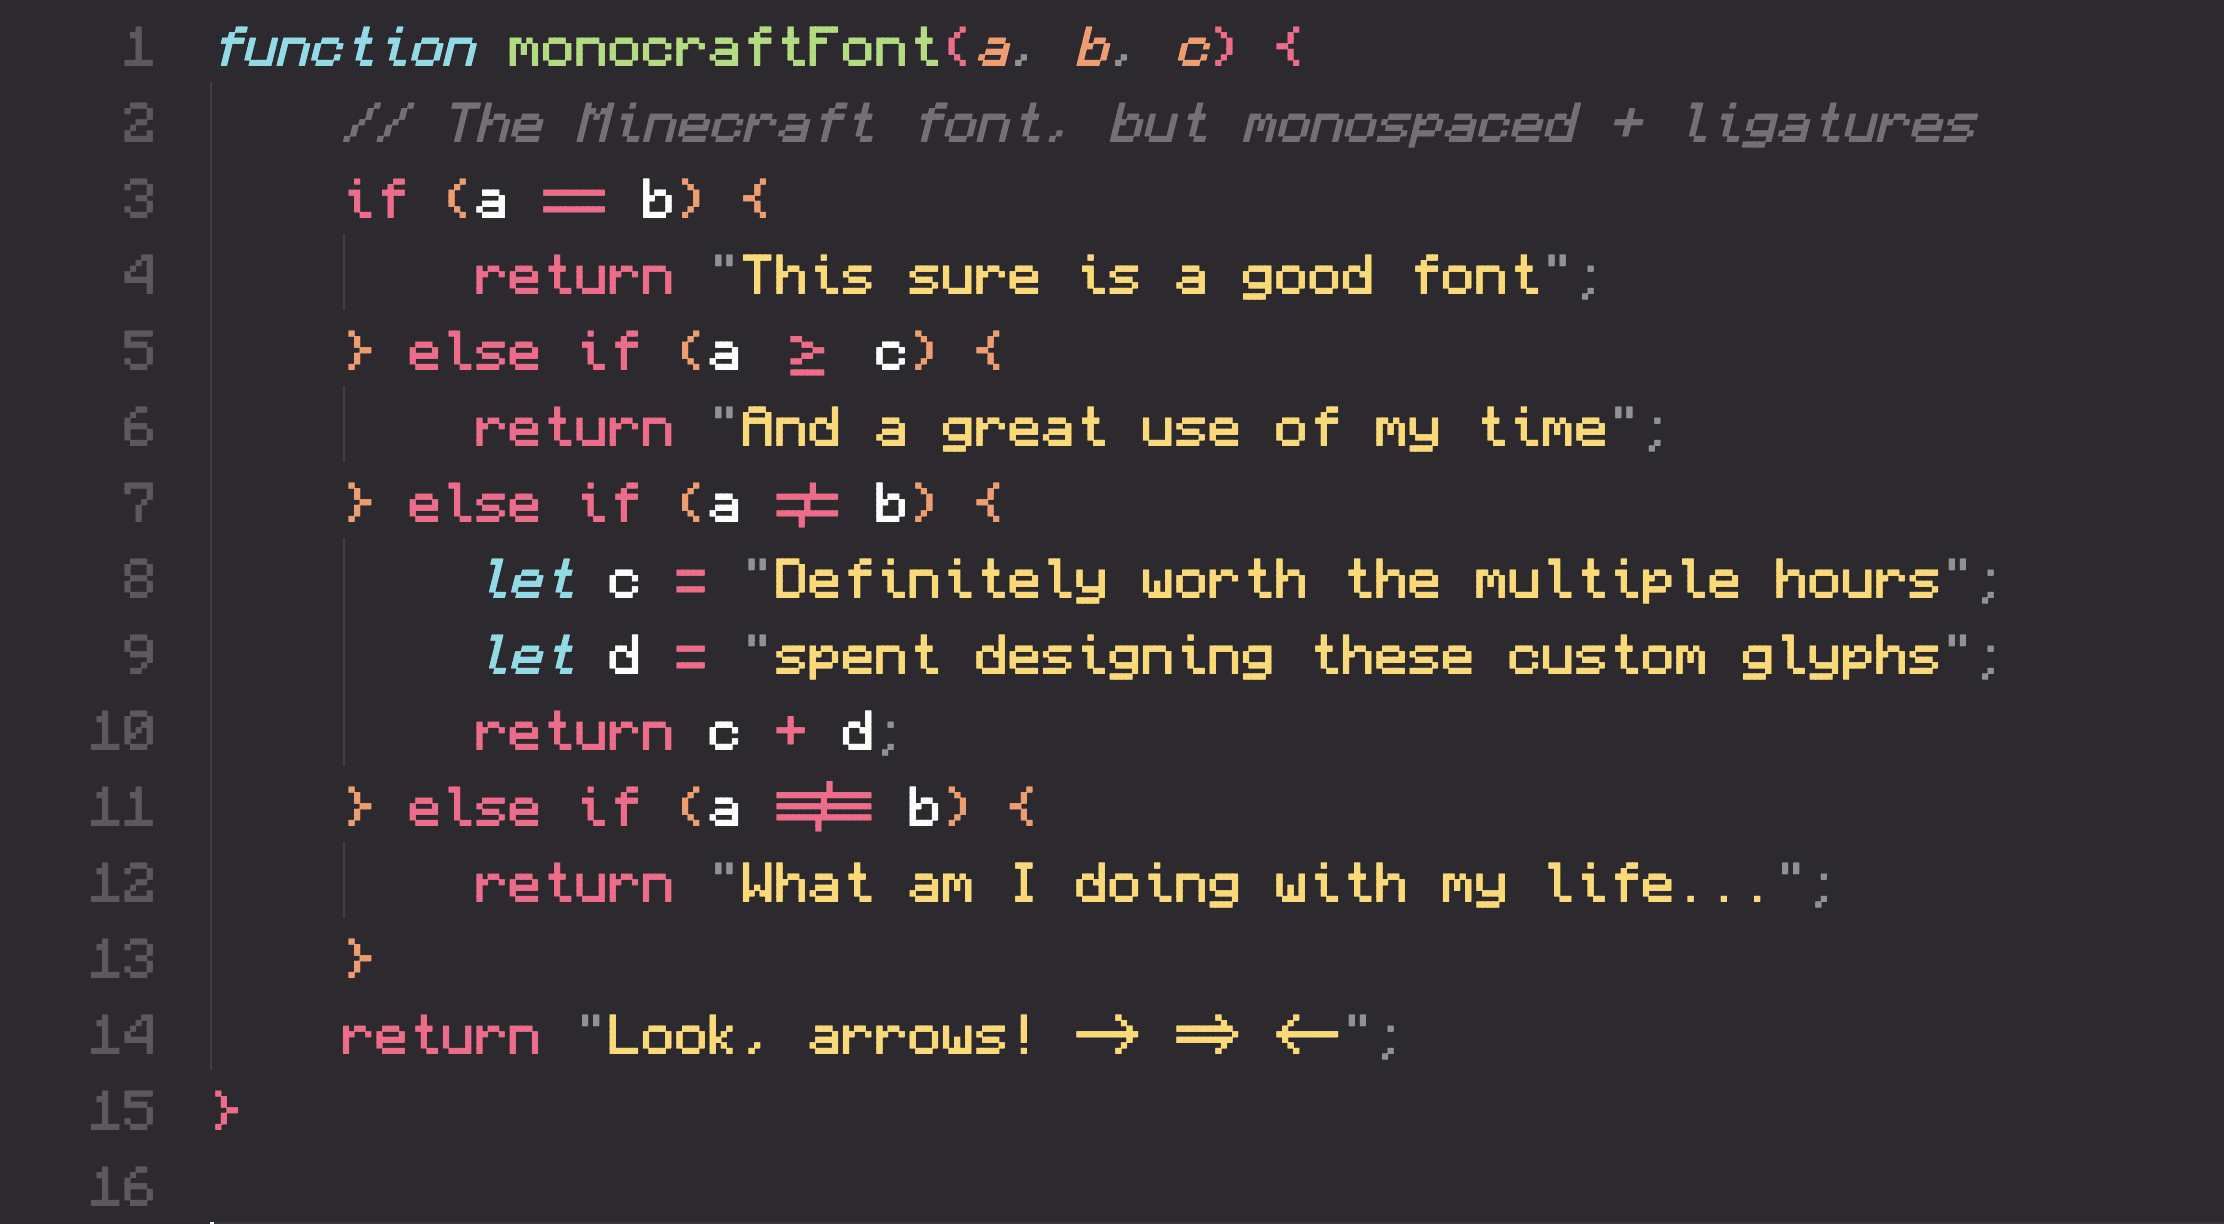 1 function monocraftFont(a, b, c) {
2 // The Minecraft font, but monospaced + ligatures
3 if (a == b) {
4 return "This sure is a good font";
5 } else if (a ≥ c) {
6 return "And a great use of my time";
7 } else if (a ≠ b) {
8 let c = "Definitely worth the multiple hours";
9 let d = "spent designing these custom glyphs";
10 return c + d;
11 } else if (a ≢ b) {
12 return "What am I doing with my life...";
13 }
14 return "Look, arrows! → ⇒ ←";
15 }
16